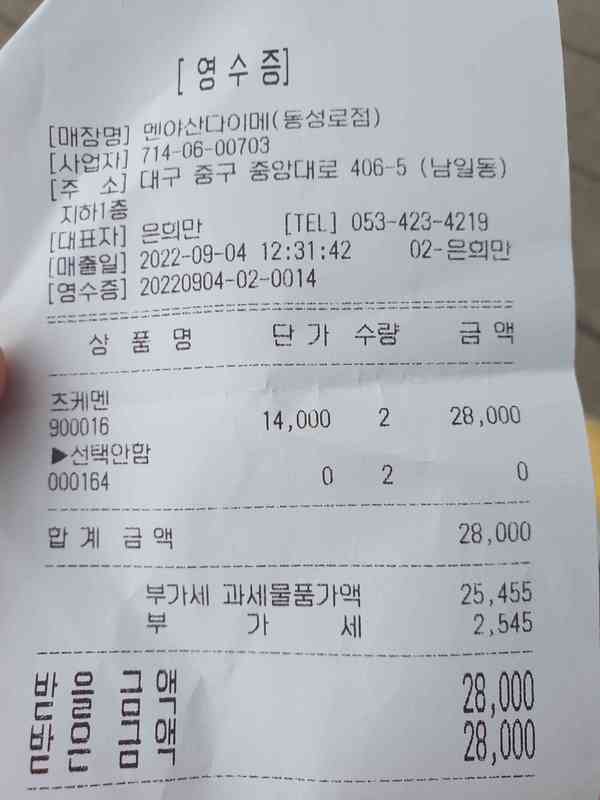 [영수증]
[매장명] 멘야산다이메(동성로점)
[사업자] 714-06-00703
[주 소] 대구 중구 중앙대로 406-5 (남일동)
지하1층
[대표자] 은희만 [TEL] 053-423-4219
[매출일] 2022-09-04 12:31:42 02-은희만
[영수증] 20220904-02-0014
상 품 명 단 가 수량 금 액
츠케멘
900016 14,000 2 28,000
▶선택안함
000164 0 2 0
합 계 금 액 28,000
부가세 과세물품가액 25,455
부 가 세 2,545
받 을 금 액 28,000
받 은 금 액 28,000